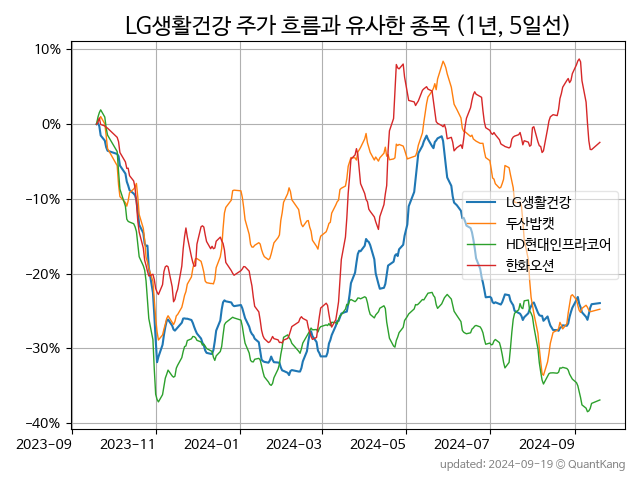 LG생활건강 주가 흐름과 유사한 종목 (1년, 5일선)
10%
0%
−10%
−20%
−30%
−40%
LG생활건강
두산밥캣
HD현대인프라코어
한화오션
2023-09
2023-11
2024-01
2024-03
2024-05
2024-07
2024-09
updated: 2024-09-19 © QuantKang